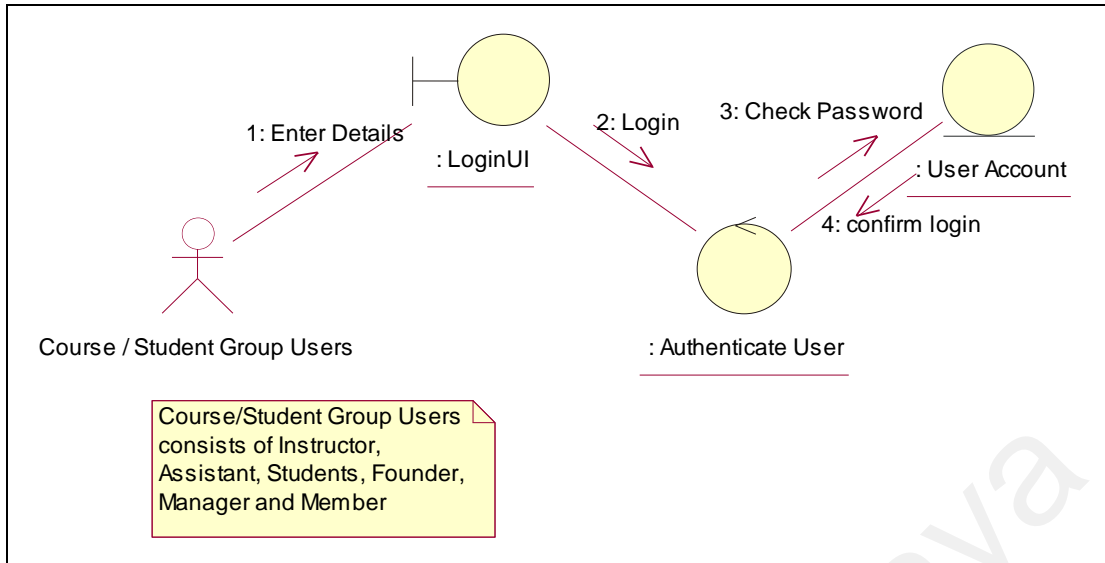 1: Enter Details
: LoginUI
2: Login
3: Check Password
: User Account
4: confirm login
Course / Student Group Users
: Authenticate User
Course/Student Group Users
consists of Instructor,
Assistant, Students, Founder,
Manager and Member